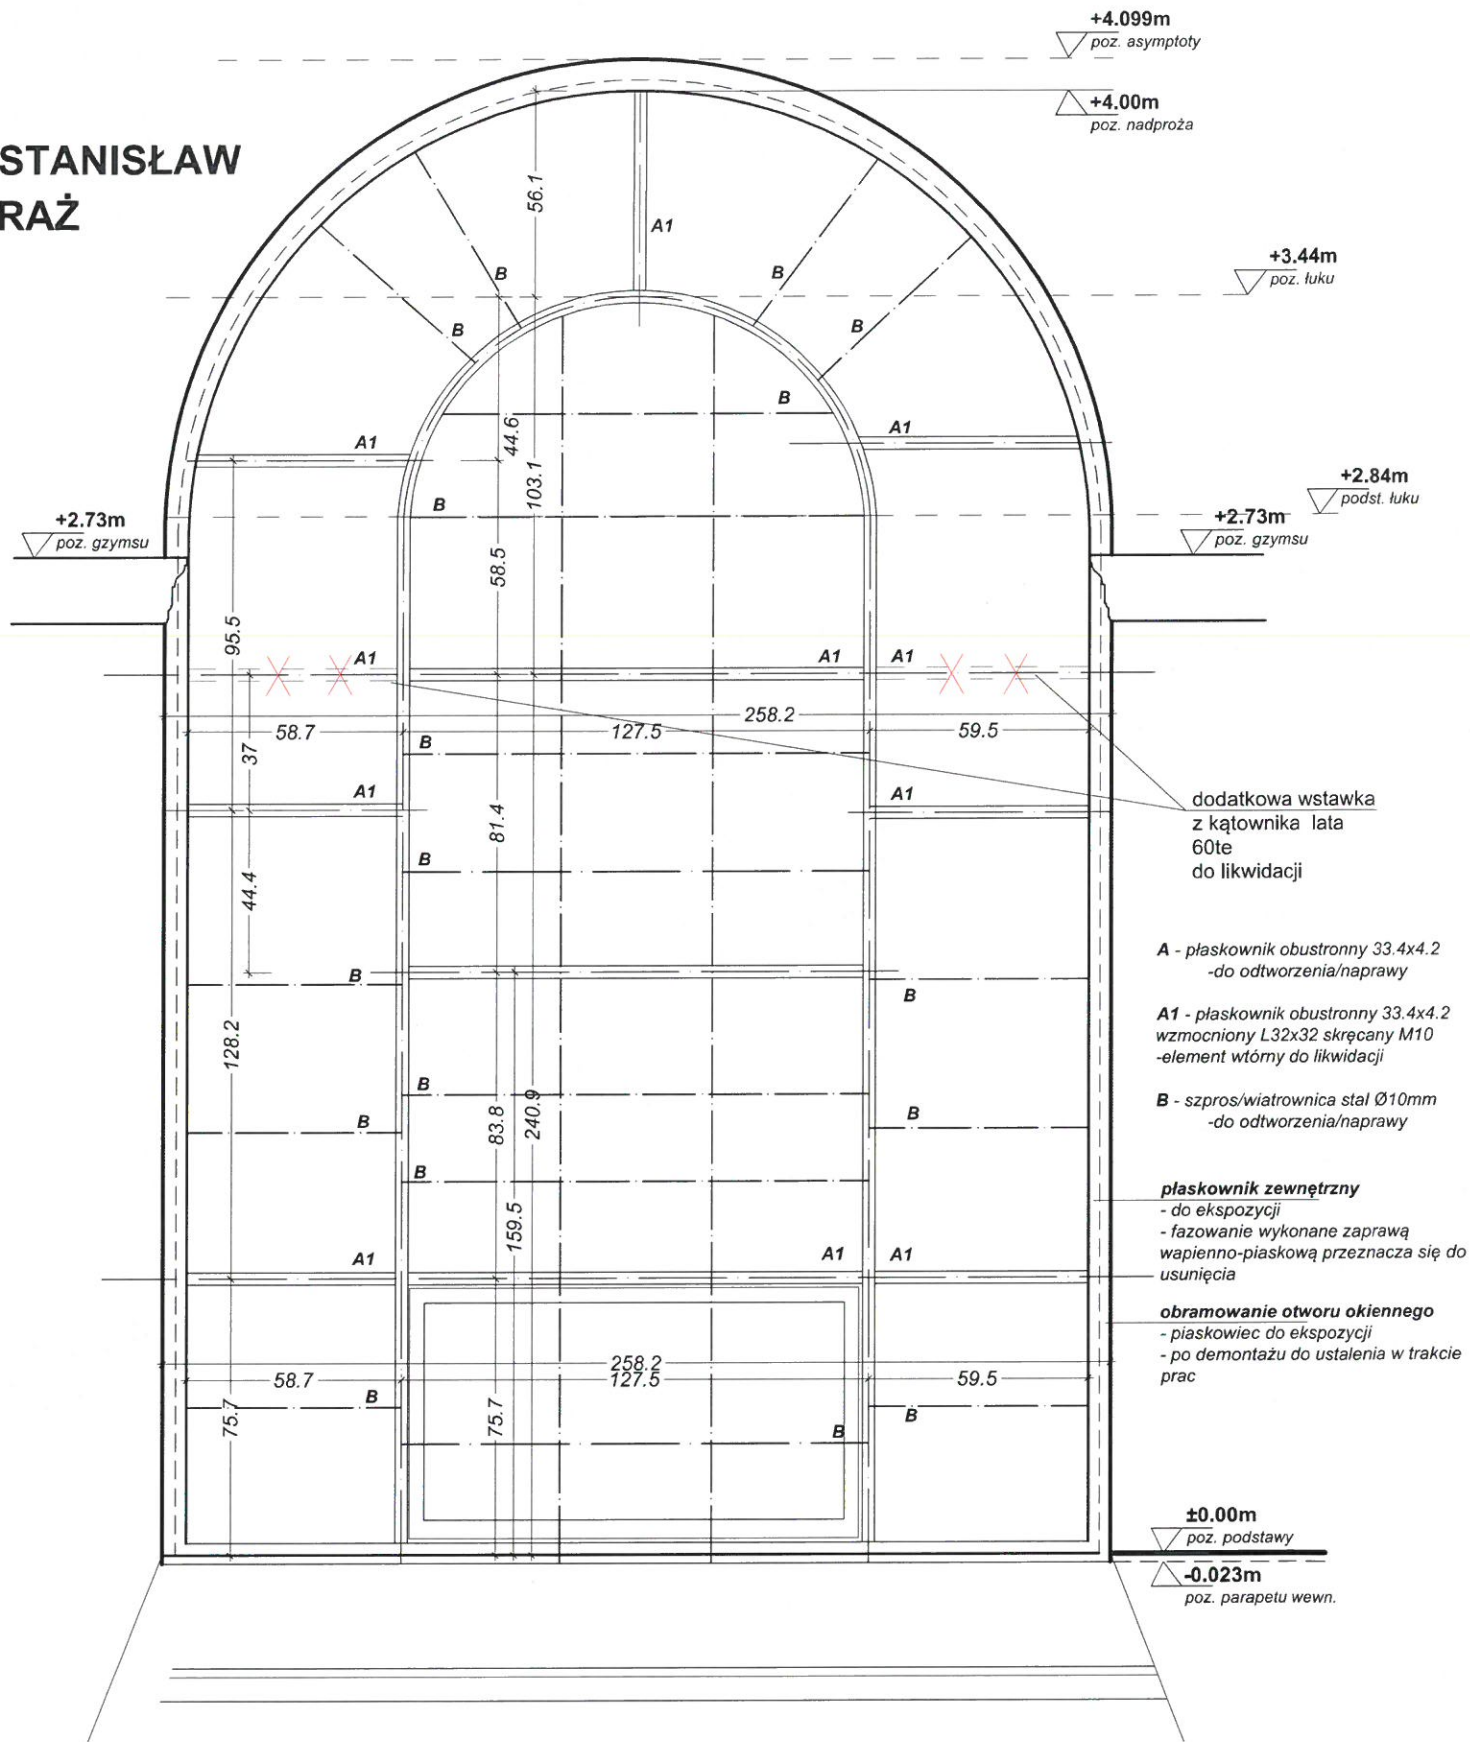 +4.099m
poz. asymptoty
+4.00m
poz. nadproża
STANISŁAW
RAŻ
56.1
A1
B
B
B
B
+3.44m
poz. łuku
B
44.6
103.1
A1
A1
+2.84m
podst. łuku
B
+2.73m
poz. gzymsu
+2.73m
poz. gzymsu
58.5
95.5
A1
A1
A1
258.2
58.7
127.5
59.5
B
37
A1
A1
dodatkowa wstawka
z kątownika lata
60te
do likwidacji
81.4
B
44.4
A - płaskownik obustronny 33.4x4.2
-do odtworzenia/naprawy
B
B
A1 - płaskownik obustronny 33.4x4.2
wzmocniony L32x32 skręcany M10
-element wtórny do likwidacji
128.2
B
83.8
240.9
B - szpros/wiatrownica stal Ø10mm
-do odtworzenia/naprawy
B
B
B
płaskownik zewnętrzny
- do ekspozycji
- fazowanie wykonane zaprawą
wapienno-piaskową przeznacza się do
usunięcia
159.5
A1
A1
A1
obramowanie otworu okiennego
- piaskowiec do ekspozycji
- po demontażu do ustalenia w trakcie
prac
258.2
58.7
127.5
59.5
B
75.7
75.7
B
B
±0.00m
poz. podstawy
-0.023m
poz. parapetu wewn.